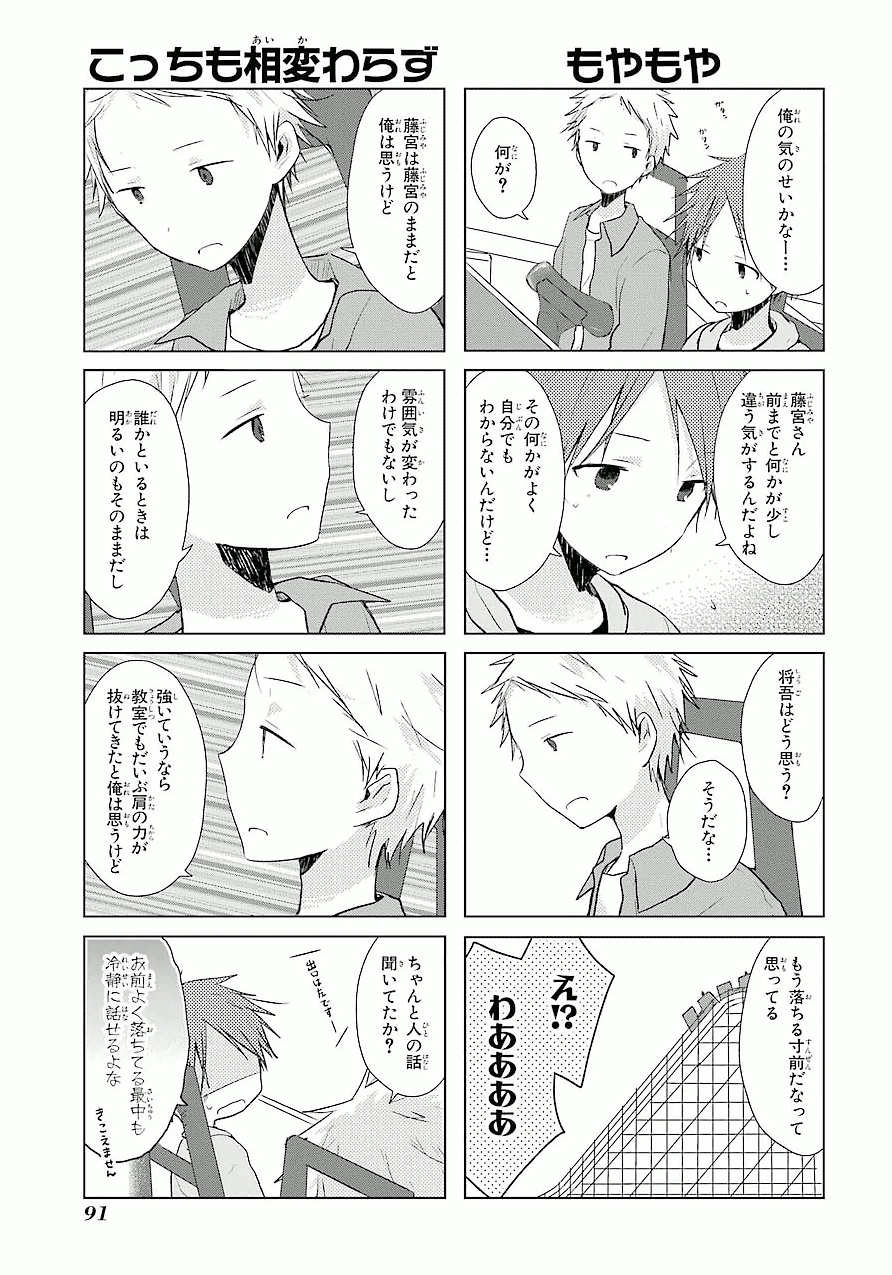 もやもや
俺の気のせいかなー…
ガタン
ガタン
何が？
藤宮さん
前までと何かが少し
違う気がするんだよね
その何かがよく
自分でも
わからないんだけど…
将吾はどう思う？
そうだな…
もう落ちる寸前だなって
思ってる
え!?
わあああああ
こっちも相変わらず
藤宮は藤宮のままだと
俺は思うけど
雰囲気が変わった
わけでもないし
誰かといるときは
明るいのもそのままだし
強いていうなら
教室でもだいぶ肩の力が
抜けてきたと俺は思うけど
ちゃんと人の話
聞いてたか？
出口は左ですー
お前よく落ちてる最中も
冷静に話せるよな
きこえません
91